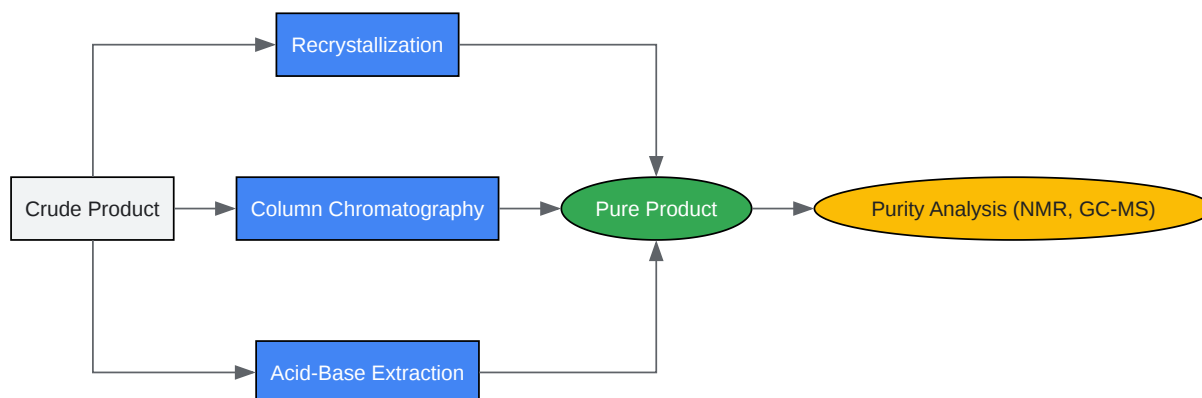 Recrystallization
Crude Product
Column Chromatography
Pure Product
Purity Analysis (NMR, GC-MS)
Acid-Base Extraction